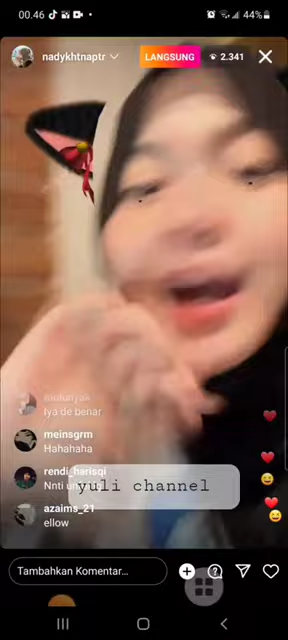 00.46
44%
nadykhtnaptr
LANGSUNG
2.341
Iya de benar
meinsgrm
Hahahaha
rendi_harisqi
Nnti
yuli channel
azaims_21
ellow
Tambahkan Komentar...